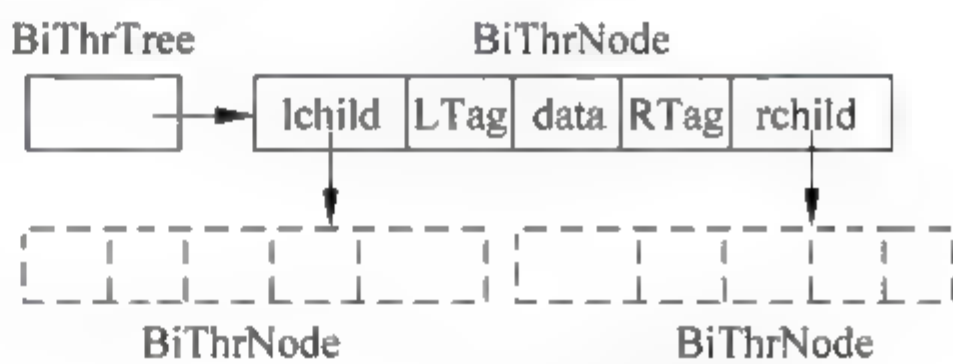 BiThrTree BiThrNode
lchild LTag data RTag rchild
BiThrNode BiThrNode